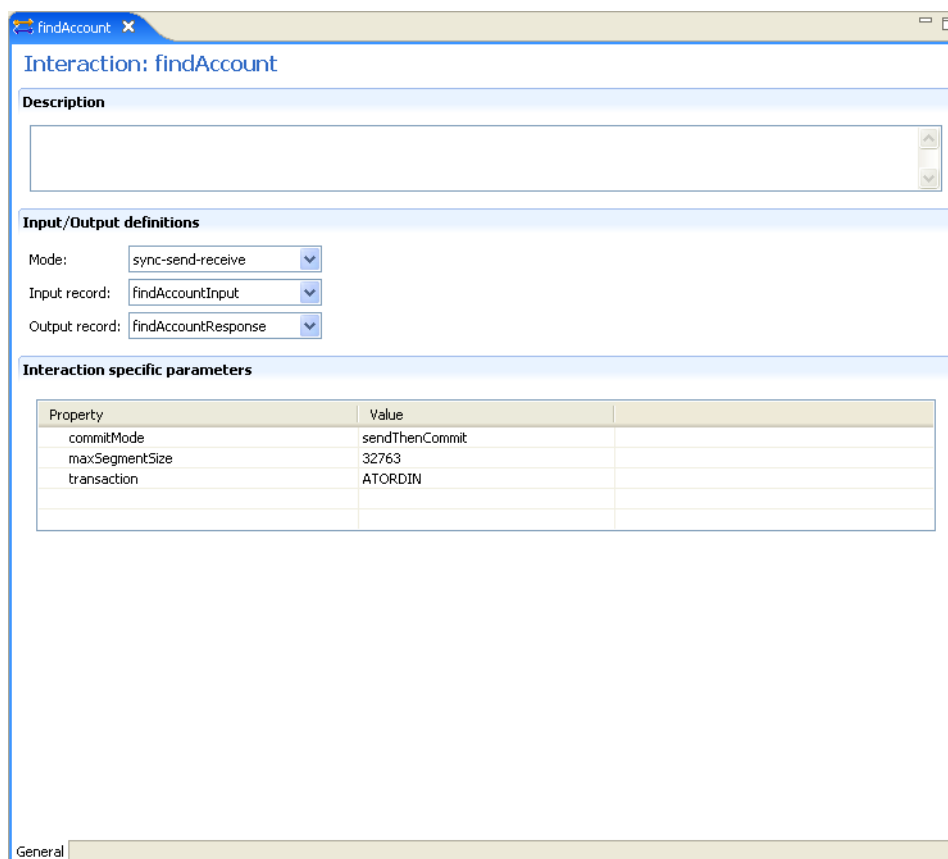 findAccount
Interaction: findAccount
Description
Input/Output definitions
Mode: sync-send-receive
Input record: findAccountInput
Output record: findAccountResponse
Interaction specific parameters
Property Value
commitMode sendThenCommit
maxSegmentSize 32763
transaction ATORDIN
General